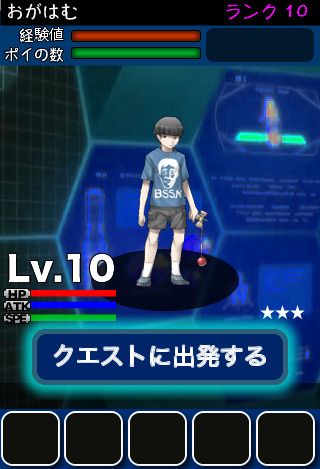 おがはむ
ランク 10
経験値
ポイの数
BSSN
Lv.10
HP
ATK
SPE
★★★
クエストに出発する